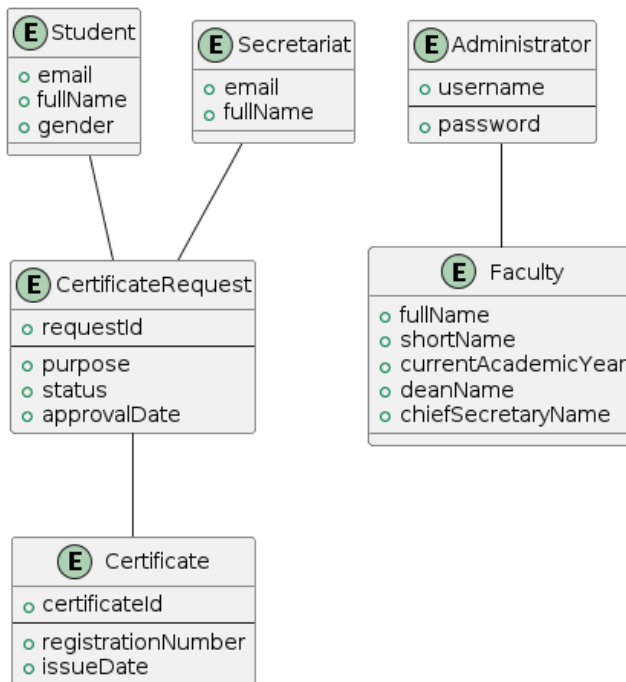 E Student
email
fullName
gender
E Secretariat
email
fullName
E Administrator
username
password
E CertificateRequest
requestId
purpose
status
approvalDate
E Faculty
fullName
shortName
currentAcademicYear
deanName
chiefSecretaryName
E Certificate
certificateId
registrationNumber
issueDate